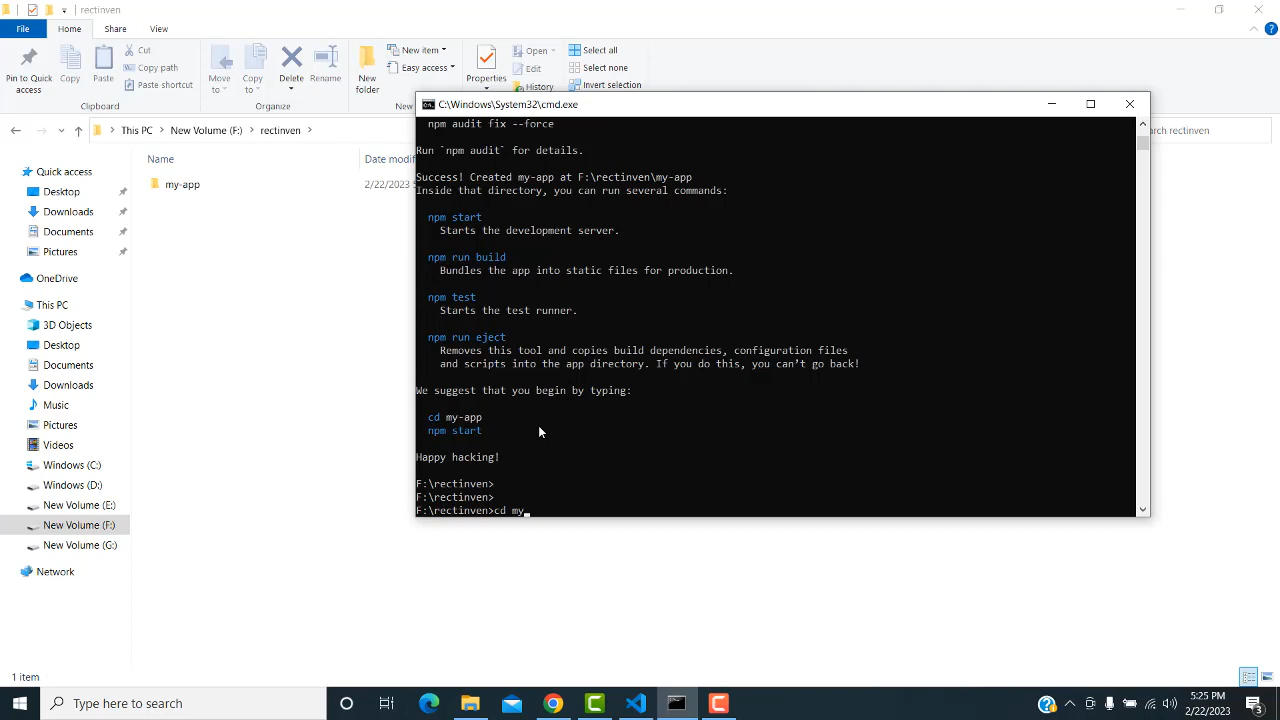 rectinven
File
Home
Share
View
Pin to Quick
access
Copy
Paste
Cut
Copy path
Paste shortcut
Clipboard
Move
to
Copy
to
Delete
Rename
Organize
New
folder
New item
Easy access
New
Properties
Open
Edit
History
Select all
Select none
Invert selection
This PC
New Volume (F:)
rectinven
earch rectinven
Quick access
Desktop
Downloads
Documents
Pictures
OneDrive
This PC
3D Objects
Desktop
Documents
Downloads
Music
Pictures
Videos
Windows (C:)
Windows (D:)
New Volume (E:)
New Volume (F:)
New Volume (G:)
Network
Name
Date modif
my-app
2/22/2023 5
C:\Windows\System32\cmd.exe
npm audit fix --force
Run `npm audit` for details.
Success! Created my-app at F:\rectinven\my-app
Inside that directory, you can run several commands:
npm start
Starts the development server.
npm run build
Bundles the app into static files for production.
npm test
Starts the test runner.
npm run eject
Removes this tool and copies build dependencies, configuration files
and scripts into the app directory. If you do this, you can’t go back!
We suggest that you begin by typing:
cd my-app
npm start
Happy hacking!
F:\rectinven>
F:\rectinven>
F:\rectinven>cd my
1 item
Type here to search
5:25 PM
2/22/2023
3